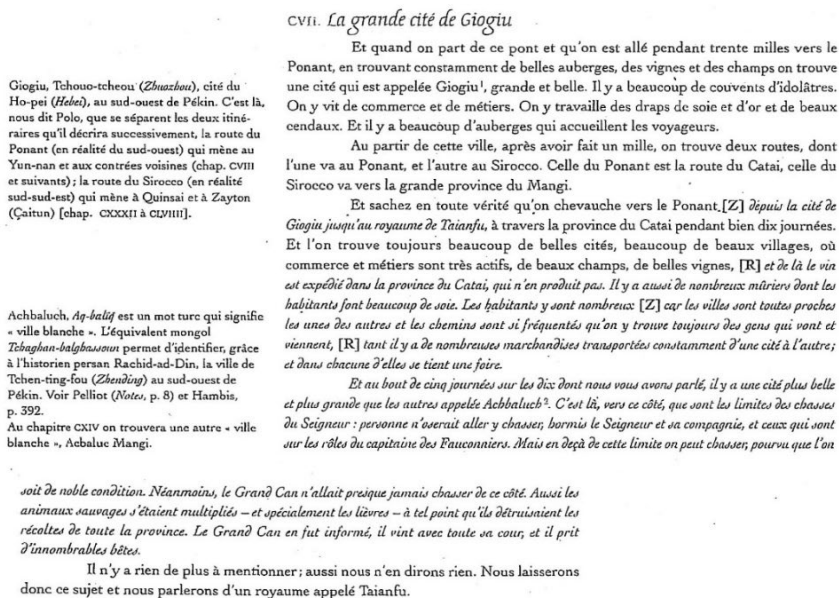 CVII. La grande cité de Giogiu
Et quand on part de ce pont et qu'on est allé pendant trente milles vers le
Ponant, en trouvant constamment de belles auberges, des vignes et des champs on trouve
une cité qui est appelée Giogiu¹, grande et belle. Il y a beaucoup de couvents d'idolâtres.
On y vit de commerce et de métiers. On y travaille des draps de soie et d'or et de beaux
cendaux. Et il y a beaucoup d'auberges qui accueillent les voyageurs.
Au partir de cette ville, après avoir fait un mille, on trouve deux routes, dont
l'une va au Ponant, et l'autre au Sirocco. Celle du Ponant est la route du Catai, celle du
Sirocco va vers la grande province du Mangi.
Et sachez en toute vérité qu'on chevauche vers le Ponant [Z] depuis la cité de
Giogiu jusqu'au royaume de Taianfu, à travers la province du Catai pendant bien dix journées.
Et l'on trouve toujours beaucoup de belles cités, beaucoup de beaux villages, où
commerce et métiers sont très actifs, de beaux champs, de belles vignes, [R] et de là le vin
est expédié dans la province du Catai, qui n'en produit pas. Il y a aussi de nombreux mûriers dont les
habitants font beaucoup de soie. Les habitants y sont nombreux [Z] car les villes sont toutes proches
les unes des autres et les chemins sont si fréquentés qu'on y trouve toujours des gens qui vont et
viennent, [R] tant il y a de nombreuses marchandises transportées constamment d'une cité à l'autre ;
et dans chacune d'elles se tient une foire.
Et au bout de cinq journées sur les dix dont nous vous avons parlé, il y a une cité plus belle
et plus grande que les autres appelée Achbaluch². C'est là, vers ce côté, que sont les limites des chasses
du Seigneur : personne n'oserait aller y chasser, hormis le Seigneur et sa compagnie, et ceux qui sont
sur les rôles du capitaine des Fauconniers. Mais en deçà de cette limite on peut chasser, pourvu que l'on
Giogiu, Tchouo-tcheou (Zhuozhou), cité du
Ho-pei (Hebei), au sud-ouest de Pékin. C'est là,
nous dit Polo, que se séparent les deux itiné-
raires qu'il décrira successivement, la route du
Ponant (en réalité du sud-ouest) qui mène au
Yun-nan et aux contrées voisines (chap. CVIII
et suivants) ; la route du Sirocco (en réalité
sud-sud-est) qui mène à Quinsai et à Zayton
(Çaitun) [chap. CXXXII à CLVIIII].
Achbaluch, Aq-balïf est un mot turc qui signifie
« ville blanche ». L'équivalent mongol
Tchaghan-balghassoun permet d'identifier, grâce
à l'historien persan Rachid-ad-Din, la ville de
Tchen-ting-fou (Zhending) au sud-ouest de
Pékin. Voir Pelliot (Notes, p. 8) et Hambis,
p. 392.
Au chapitre CXIV on trouvera une autre « ville
blanche », Acbaluc Mangi.
soit de noble condition. Néanmoins, le Grand Can n'allait presque jamais chasser de ce côté. Aussi les
animaux sauvages s'étaient multipliés – et spécialement les lièvres – à tel point qu'ils détruisaient les
récoltes de toute la province. Le Grand Can en fut informé, il vint avec toute sa cour, et il prit
d'innombrables bêtes.
Il n'y a rien de plus à mentionner ; aussi nous n'en dirons rien. Nous laisserons
donc ce sujet et nous parlerons d'un royaume appelé Taianfu.